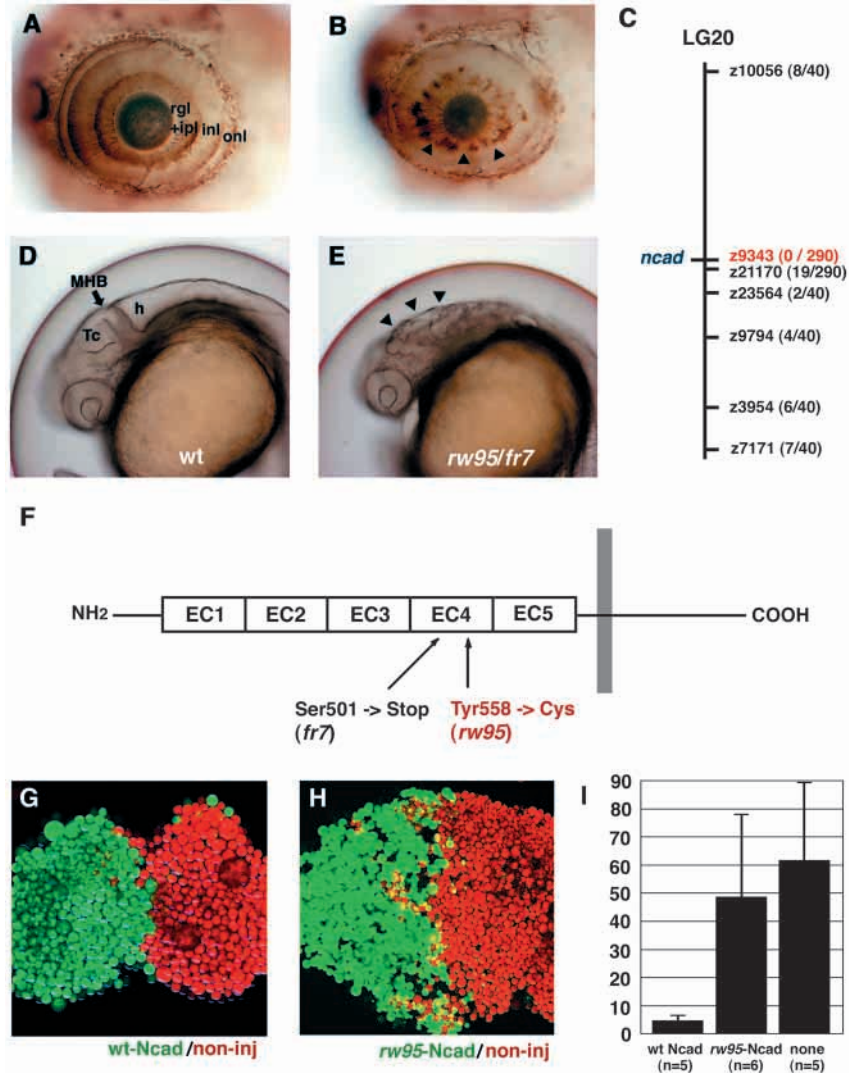 A
rgl
+ipl inl onl
B
C
LG20
z10056 (8/40)
ncad
z9343 (0 / 290)
z21170 (19/290)
z23564 (2/40)
z9794 (4/40)
z3954 (6/40)
z7171 (7/40)
D
MHB
h
Tc
wt
E
rw95/fr7
F
NH2
EC1
EC2
EC3
EC4
EC5
COOH
Ser501 -> Stop
(fr7)
Tyr558 -> Cys
(rw95)
G
wt-Ncad/non-inj
H
rw95-Ncad/non-inj
I
90
80
70
60
50
40
30
20
10
0
wt Ncad
(n=5)
rw95-Ncad
(n=6)
none
(n=5)